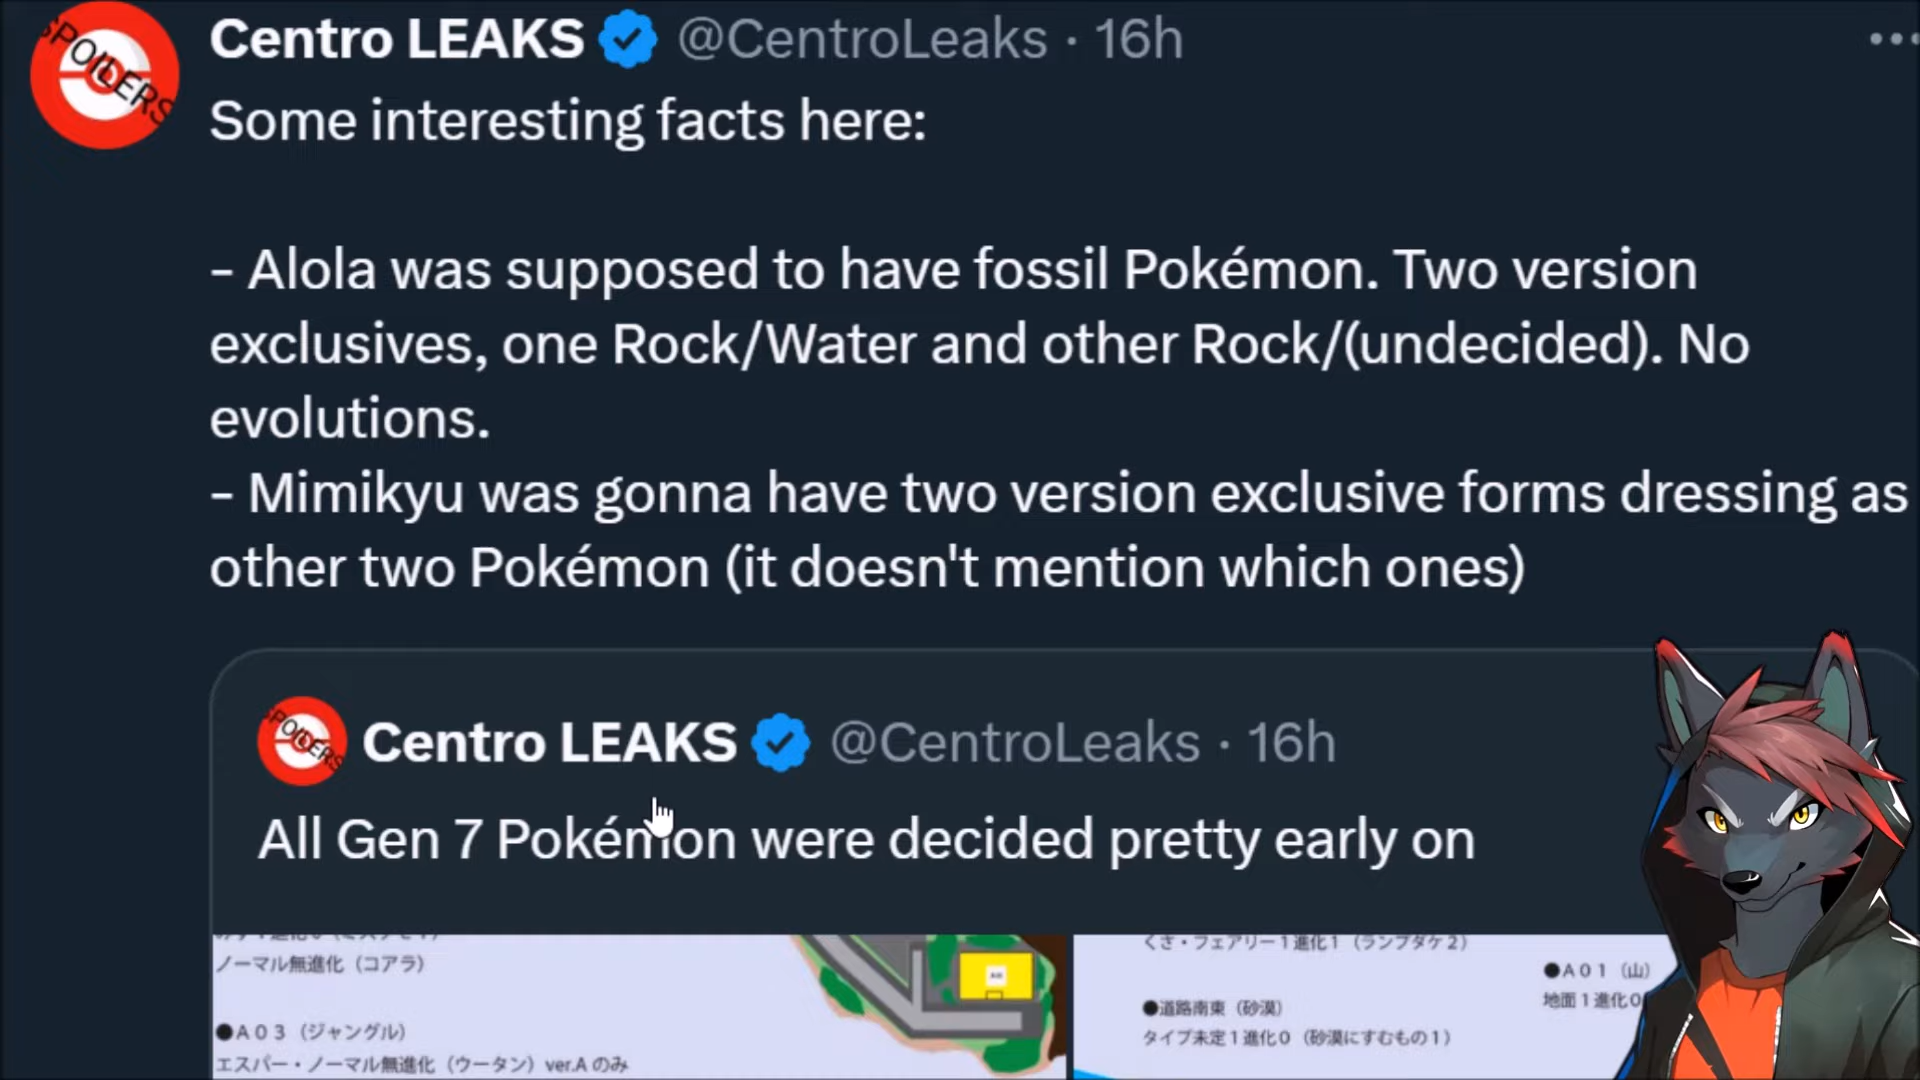 SPOILERS
Centro LEAKS @CentroLeaks · 16h
Some interesting facts here:
- Alola was supposed to have fossil Pokémon. Two version
exclusives, one Rock/Water and other Rock/(undecided). No
evolutions.
- Mimikyu was gonna have two version exclusive forms dressing as
other two Pokémon (it doesn't mention which ones)
SPOILERS
Centro LEAKS @CentroLeaks · 16h
All Gen 7 Pokémon were decided pretty early on
ノーマル無進化（コアラ）
●A03（ジャングル）
エスパー・ノーマル無進化（ウータン）ver.Aのみ
くさ・フェアリー1進化1（ランプダケ2）
●道路南東（砂漠）
タイプ未定1進化0（砂漠にすむもの1）
●A01（山）
地面1進化0